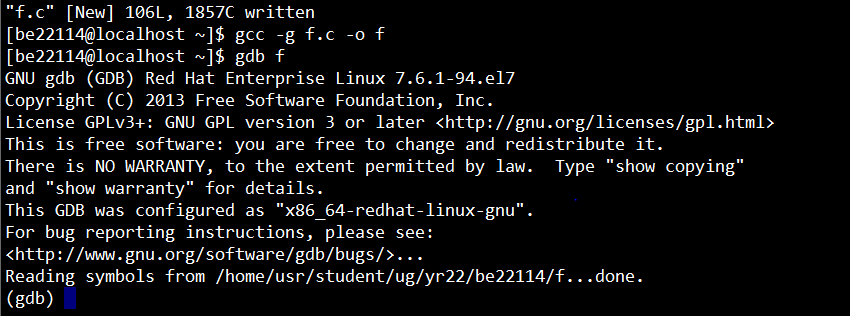 "f.c" [New] 106L, 1857C written
[be22114@localhost ~]$ gcc -g f.c -o f
[be22114@localhost ~]$ gdb f
GNU gdb (GDB) Red Hat Enterprise Linux 7.6.1-94.el7
Copyright (C) 2013 Free Software Foundation, Inc.
License GPLv3+: GNU GPL version 3 or later <http://gnu.org/licenses/gpl.html>
This is free software: you are free to change and redistribute it.
There is NO WARRANTY, to the extent permitted by law.  Type "show copying"
and "show warranty" for details.
This GDB was configured as "x86_64-redhat-linux-gnu".
For bug reporting instructions, please see:
<http://www.gnu.org/software/gdb/bugs/>...
Reading symbols from /home/usr/student/ug/yr22/be22114/f...done.
(gdb)